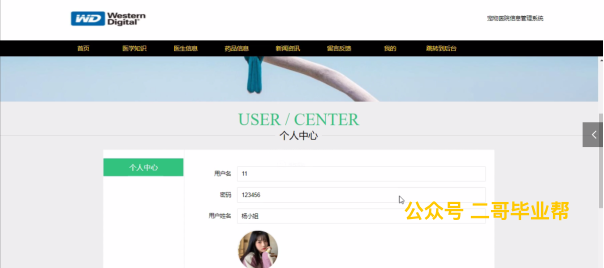 Western
Digital
宠物医院信息管理系统
首页 医学知识 医生信息 药品信息 新闻资讯 留言反馈 我的 跳转到后台
USER / CENTER
个人中心
个人中心
用户名 11
密码 123456
用户姓名 杨小姐
公众号 二哥毕业帮